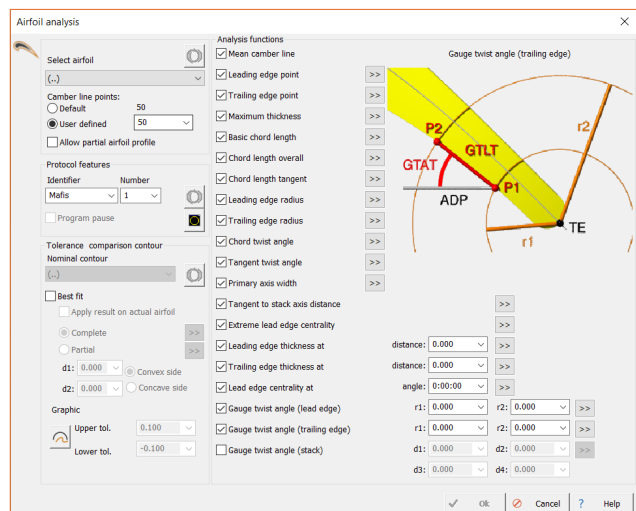 Airfoil analysis
Select airfoil
(..)
Camber line points:
Default 50
User defined 50
Allow partial airfoil profile
Protocol features
Identifier Number
Mafis 1
Program pause
Tolerance comparison contour
Nominal contour
(..)
Best fit
Apply result on actual airfoil
Complete >>
Partial >>
d1: 0.000 Convex side
d2: 0.000 Concave side
Graphic
Upper tol. 0.100
Lower tol. -0.100
Analysis functions
Mean camber line
Leading edge point >>
Trailing edge point >>
Maximum thickness >>
Basic chord length >>
Chord length overall >>
Chord length tangent >>
Leading edge radius >>
Trailing edge radius >>
Chord twist angle >>
Tangent twist angle >>
Primary axis width >>
Tangent to stack axis distance >>
Extreme lead edge centrality >>
Leading edge thickness at distance: 0.000 >>
Trailing edge thickness at distance: 0.000 >>
Lead edge centrality at angle: 0:00:00 >>
Gauge twist angle (lead edge) r1: 0.000 r2: 0.000 >>
Gauge twist angle (trailing edge) r1: 0.000 r2: 0.000 >>
Gauge twist angle (stack) d1: 0.000 d2: 0.000 >>
d3: 0.000 d4: 0.000
Gauge twist angle (trailing edge)
P2
r2
GTLT
GTAT
P1
ADP
TE
r1
Ok Cancel ? Help